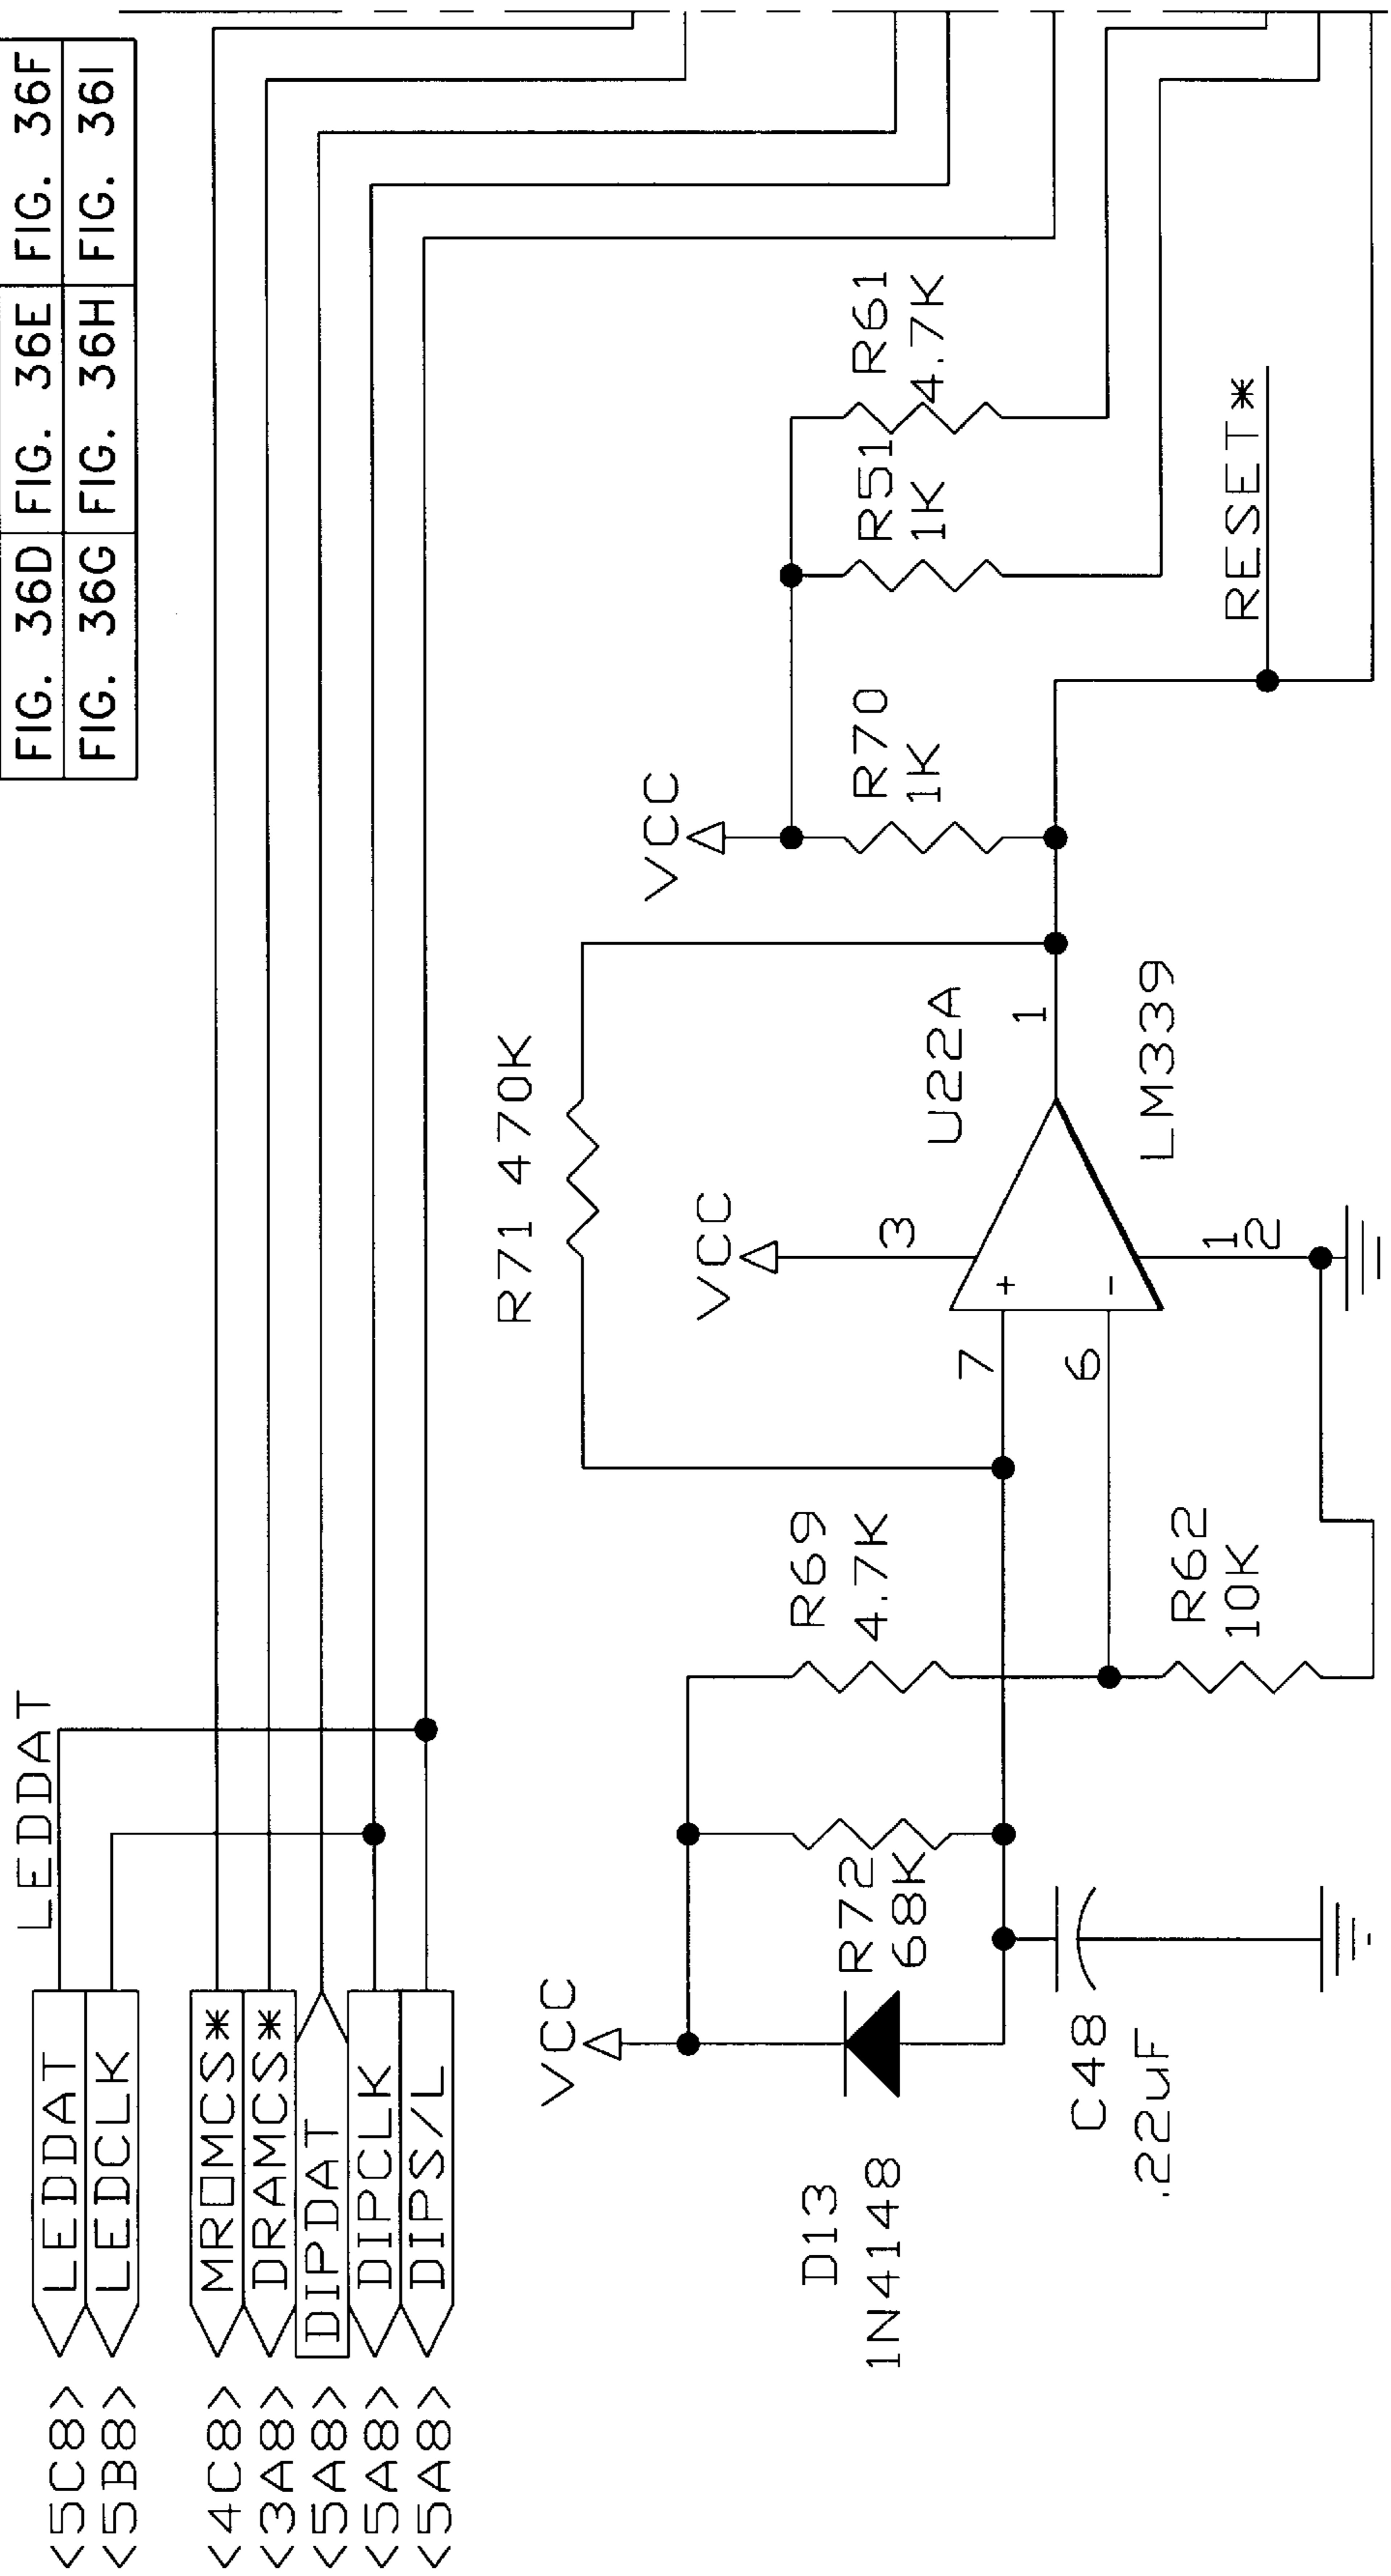 FIG. 36D FIG. 36E FIG. 36F
FIG. 36G FIG. 36H FIG. 36I
LEDDAT
<5C8> LEDDAT
<5B8> LEDCLK
<4C8> MROMCS*
<3A8> DRAMCS*
<5A8> DIPDAT
<5A8> DIPCLK
<5A8> DIPS/L
R71 470K
VCC
VCC
VCC
D13
1N4148
R72
68K
C48
.22uF
R69
4.7K
R62
10K
7
6
+
-
3
12
1
U22A
LM339
R70
1K
R51
1K
R61
4.7K
RESET*